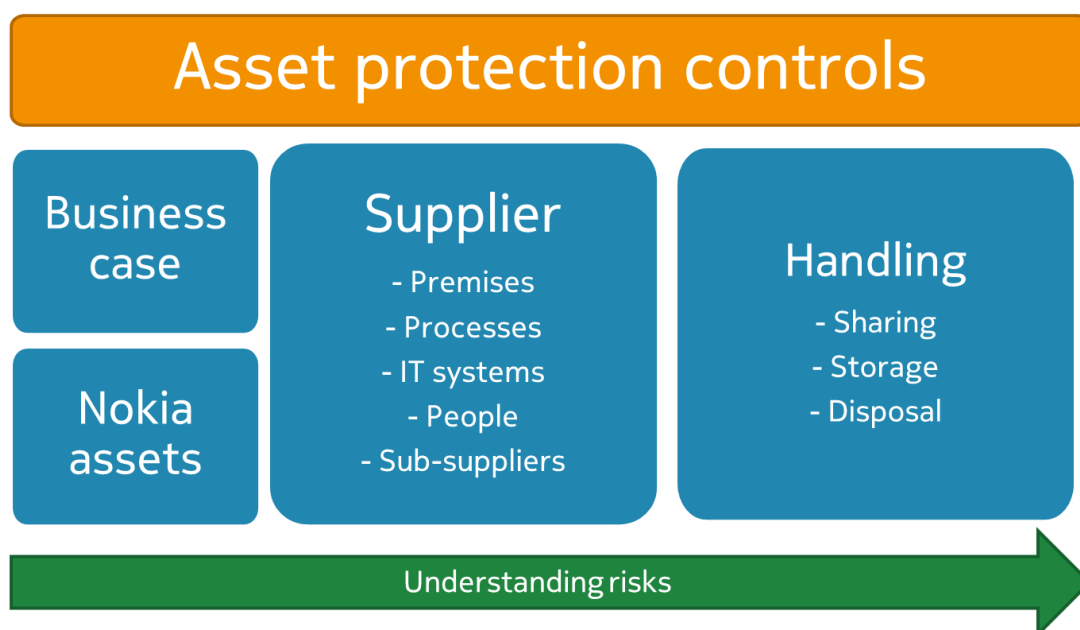 Asset protection controls
Business
case
Nokia
assets
Supplier
- Premises
- Processes
- IT systems
- People
- Sub-suppliers
Handling
- Sharing
- Storage
- Disposal
Understanding risks